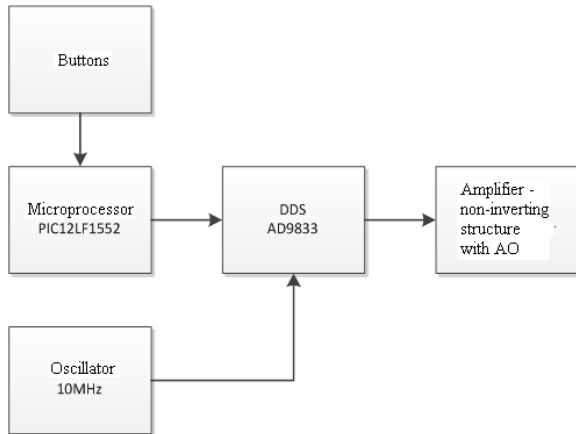 Buttons
Microprocessor
PIC12LF1552
DDS
AD9833
Amplifier -
non-inverting
structure
with AO
Oscillator
10MHz